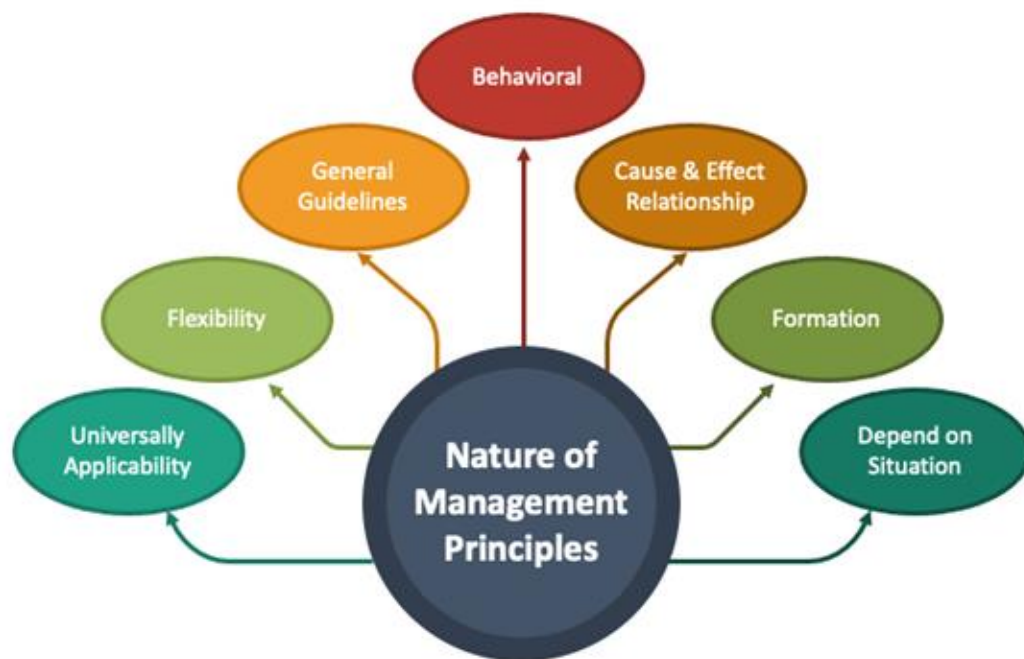 Behavioral
General
Guidelines
Cause & Effect
Relationship
Flexibility
Formation
Universally
Applicability
Depend on
Situation
Nature of
Management
Principles